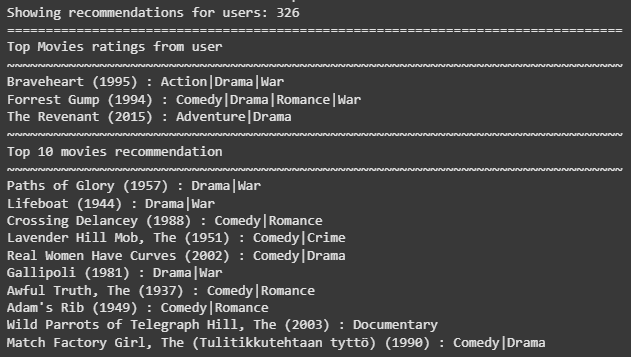 Showing recommendations for users: 326
================================================================================
Top Movies ratings from user
~~~~~~~~~~~~~~~~~~~~~~~~~~~~~~~~~~~~~~~~~~~~~~~~~~~~~~~~~~~~~~~~~~~~~~~~~~~~~~~~
Braveheart (1995) : Action|Drama|War
Forrest Gump (1994) : Comedy|Drama|Romance|War
The Revenant (2015) : Adventure|Drama
~~~~~~~~~~~~~~~~~~~~~~~~~~~~~~~~~~~~~~~~~~~~~~~~~~~~~~~~~~~~~~~~~~~~~~~~~~~~~~~~
Top 10 movies recommendation
~~~~~~~~~~~~~~~~~~~~~~~~~~~~~~~~~~~~~~~~~~~~~~~~~~~~~~~~~~~~~~~~~~~~~~~~~~~~~~~~
Paths of Glory (1957) : Drama|War
Lifeboat (1944) : Drama|War
Crossing Delancey (1988) : Comedy|Romance
Lavender Hill Mob, The (1951) : Comedy|Crime
Real Women Have Curves (2002) : Comedy|Drama
Gallipoli (1981) : Drama|War
Awful Truth, The (1937) : Comedy|Romance
Adam's Rib (1949) : Comedy|Romance
Wild Parrots of Telegraph Hill, The (2003) : Documentary
Match Factory Girl, The (Tulitikkutehtaan tyttö) (1990) : Comedy|Drama